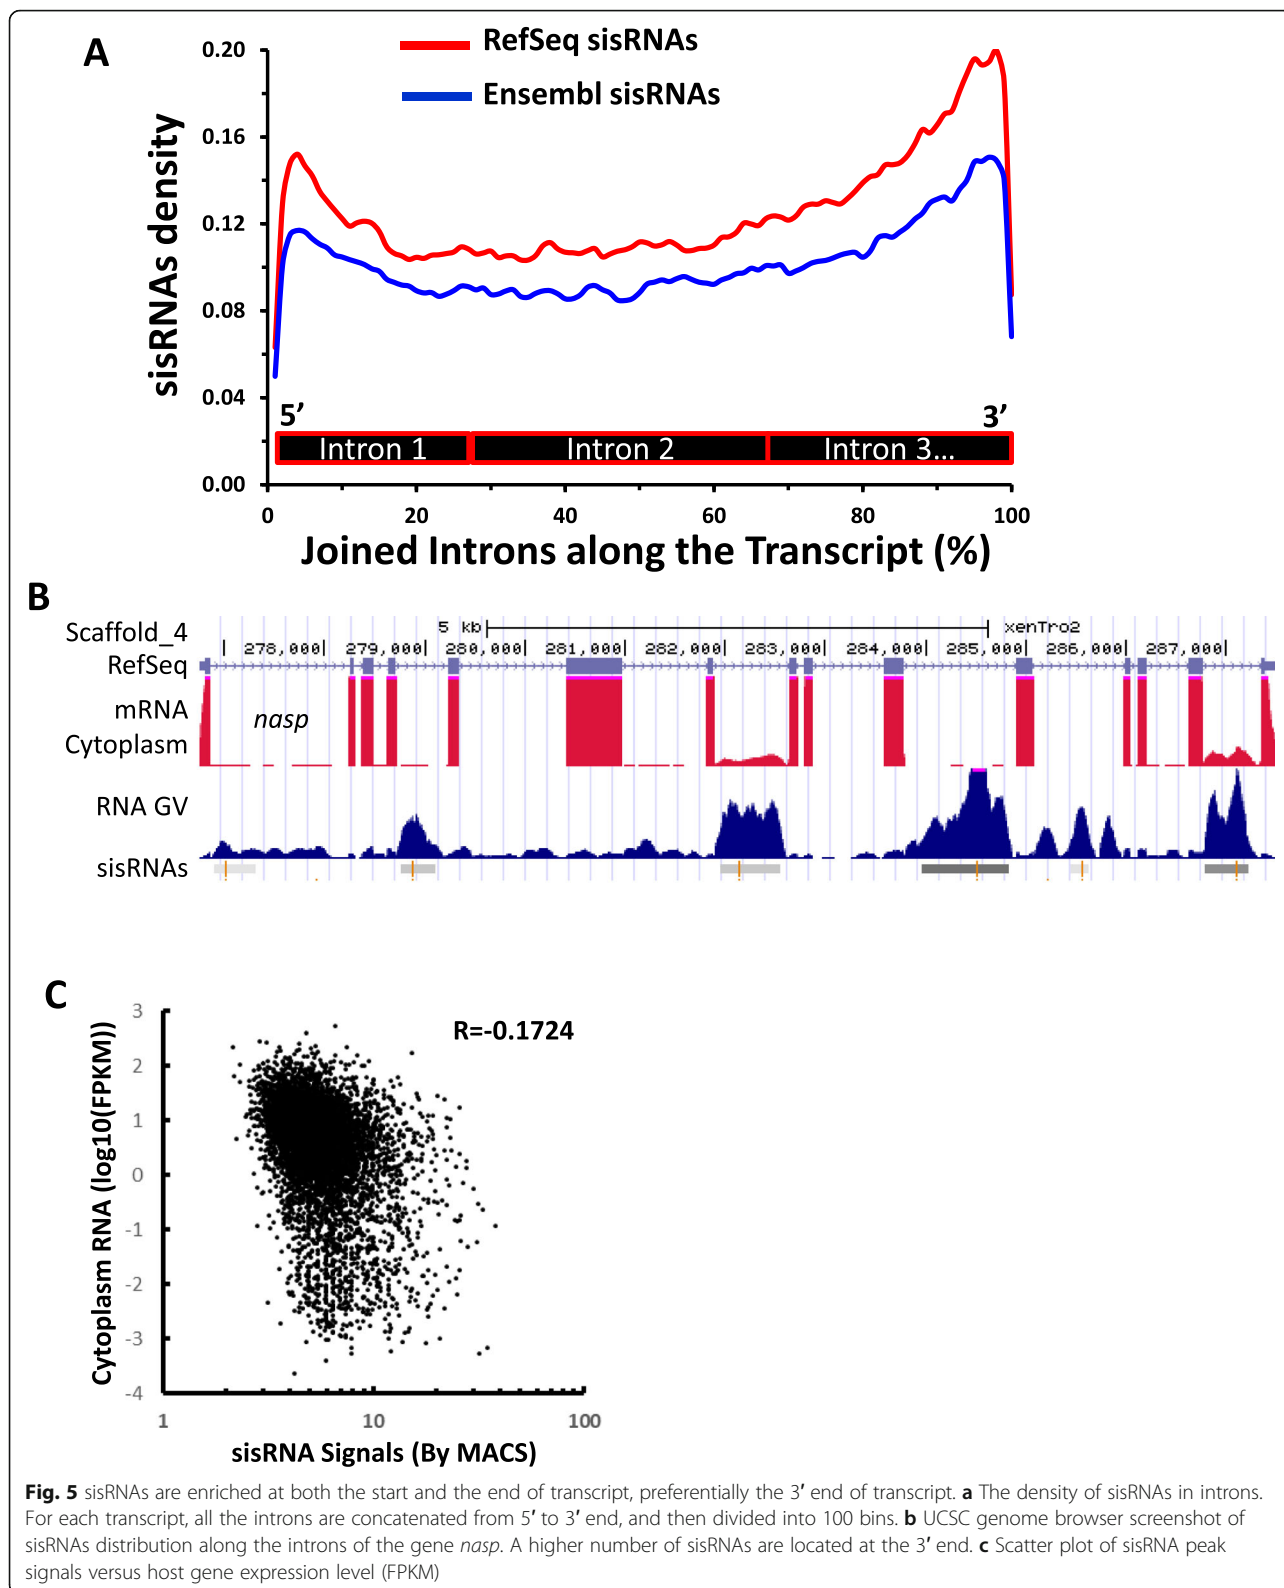 A
RefSeq sisRNAs
Ensembl sisRNAs
sisRNAs density
0.20
0.16
0.12
0.08
0.04
0.00
5’
3’
Intron 1
Intron 2
Intron 3...
0
20
40
60
80
100
Joined Introns along the Transcript (%)
B
Scaffold_4
5 kb
xenTro2
278,000
279,000
280,000
281,000
282,000
283,000
284,000
285,000
286,000
287,000
RefSeq
mRNA
Cytoplasm
nasp
RNA GV
sisRNAs
C
R=-0.1724
Cytoplasm RNA (log10(FPKM))
3
2
1
0
-1
-2
-3
-4
1
10
100
sisRNA Signals (By MACS)
Fig. 5 sisRNAs are enriched at both the start and the end of transcript, preferentially the 3′ end of transcript. a The density of sisRNAs in introns.
For each transcript, all the introns are concatenated from 5′ to 3′ end, and then divided into 100 bins. b UCSC genome browser screenshot of
sisRNAs distribution along the introns of the gene nasp. A higher number of sisRNAs are located at the 3′ end. c Scatter plot of sisRNA peak
signals versus host gene expression level (FPKM)